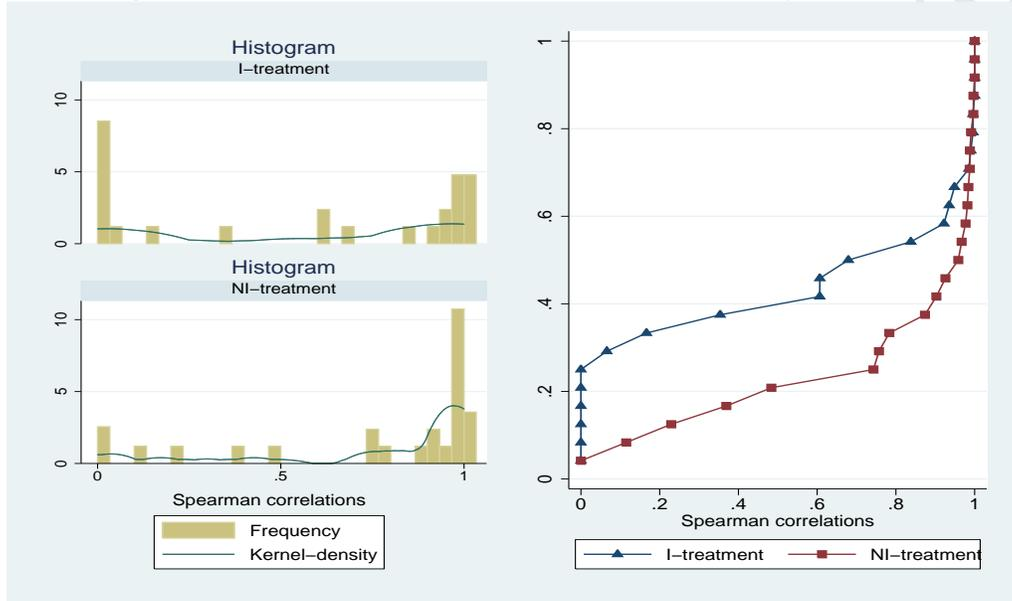 Histogram
I−treatment
10
5
0
Histogram
NI−treatment
10
5
0
0 .5 1
Spearman correlations
Frequency
Kernel−density
1
.8
.6
.4
.2
0
0 .2 .4 .6 .8 1
Spearman correlations
I−treatment NI−treatment